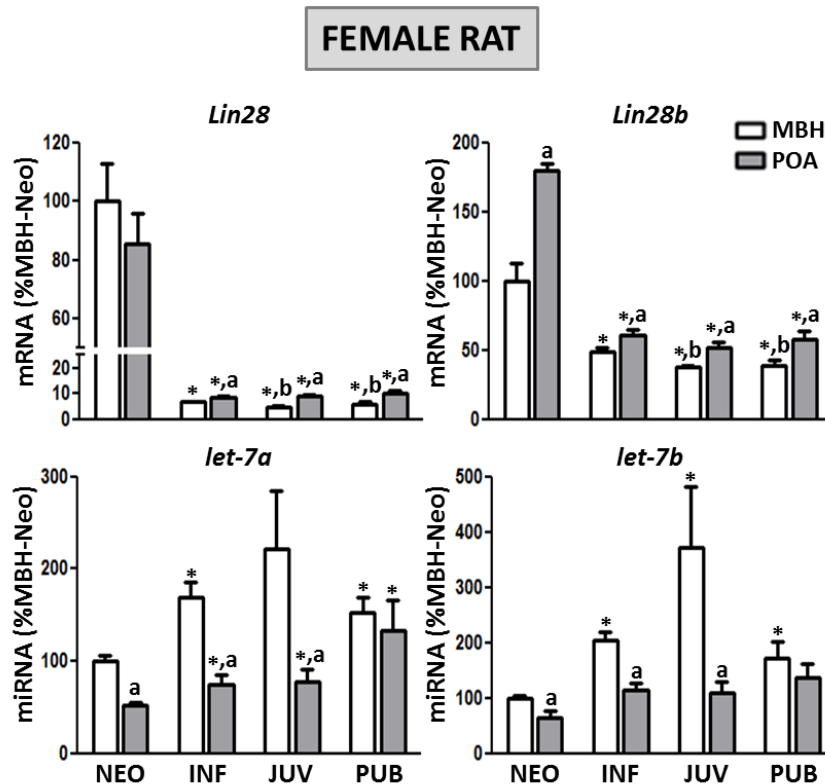 FEMALE RAT
Lin28
mRNA (%MBH-Neo)
120
100
80
60
20
10
0
* *,a *,b *,a *,b *,a
Lin28b
MBH
POA
mRNA (%MBH-Neo)
200
150
100
50
0
a
* *,a *,b *,a *,b *,a
let-7a
miRNA (%MBH-Neo)
300
200
100
0
a * *,a *,a * *
NEO INF JUV PUB
let-7b
miRNA (%MBH-Neo)
500
400
300
200
100
0
a * a * a *
NEO INF JUV PUB